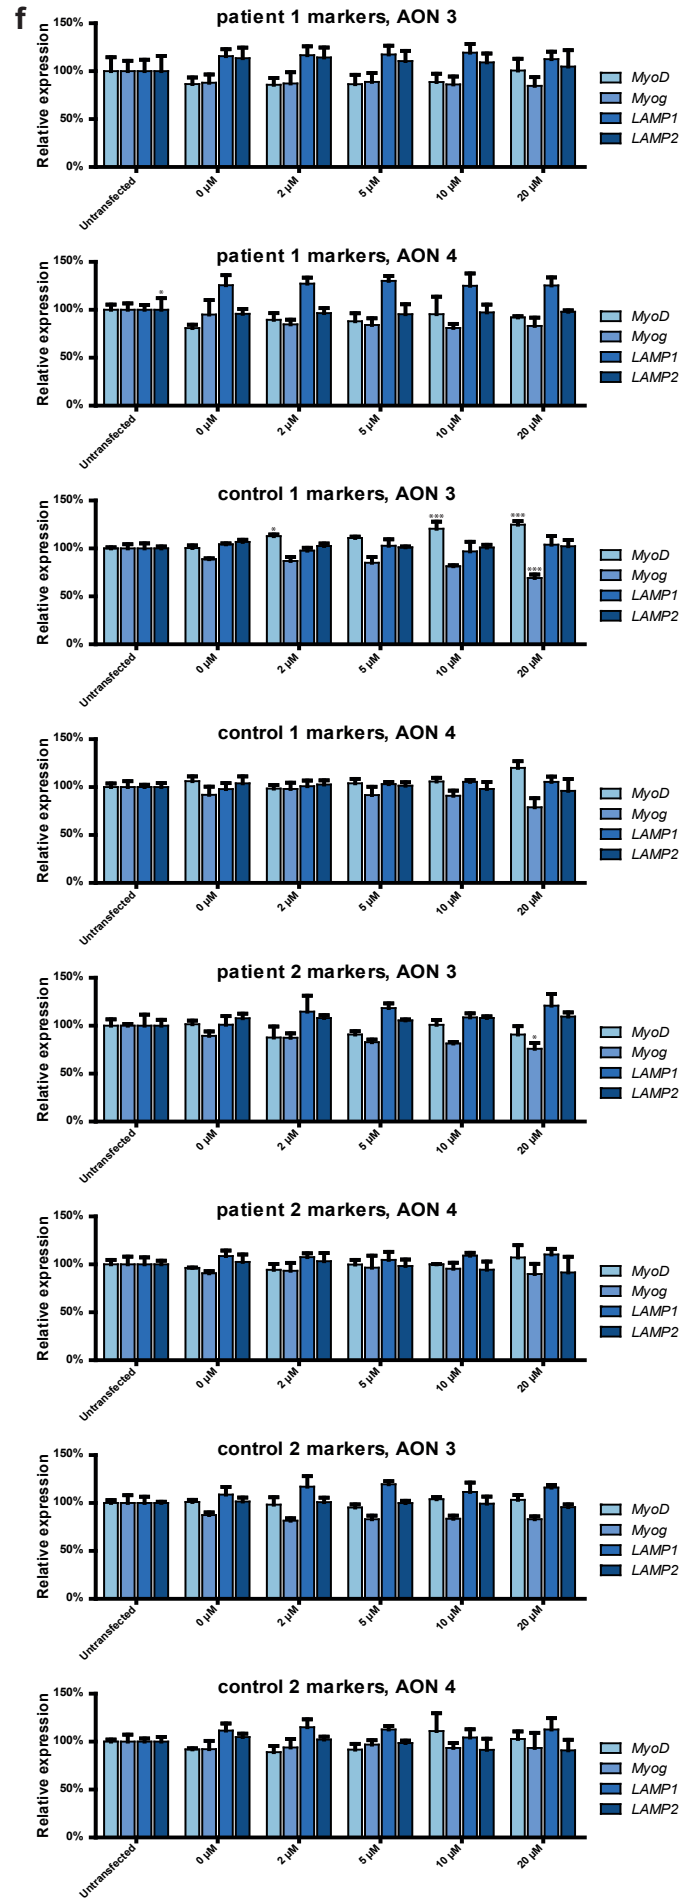 f
patient 1 markers, AON 3
Relative expression
150%
100%
50%
0%
Untransfected
0 µM
2 µM
5 µM
10 µM
20 µM
MyoD
Myog
LAMP1
LAMP2
patient 1 markers, AON 4
Relative expression
150%
100%
50%
0%
*
Untransfected
0 µM
2 µM
5 µM
10 µM
20 µM
MyoD
Myog
LAMP1
LAMP2
control 1 markers, AON 3
Relative expression
150%
100%
50%
0%
*
***
***
***
Untransfected
0 µM
2 µM
5 µM
10 µM
20 µM
MyoD
Myog
LAMP1
LAMP2
control 1 markers, AON 4
Relative expression
150%
100%
50%
0%
Untransfected
0 µM
2 µM
5 µM
10 µM
20 µM
MyoD
Myog
LAMP1
LAMP2
patient 2 markers, AON 3
Relative expression
150%
100%
50%
0%
*
Untransfected
0 µM
2 µM
5 µM
10 µM
20 µM
MyoD
Myog
LAMP1
LAMP2
patient 2 markers, AON 4
Relative expression
150%
100%
50%
0%
Untransfected
0 µM
2 µM
5 µM
10 µM
20 µM
MyoD
Myog
LAMP1
LAMP2
control 2 markers, AON 3
Relative expression
150%
100%
50%
0%
Untransfected
0 µM
2 µM
5 µM
10 µM
20 µM
MyoD
Myog
LAMP1
LAMP2
control 2 markers, AON 4
Relative expression
150%
100%
50%
0%
Untransfected
0 µM
2 µM
5 µM
10 µM
20 µM
MyoD
Myog
LAMP1
LAMP2